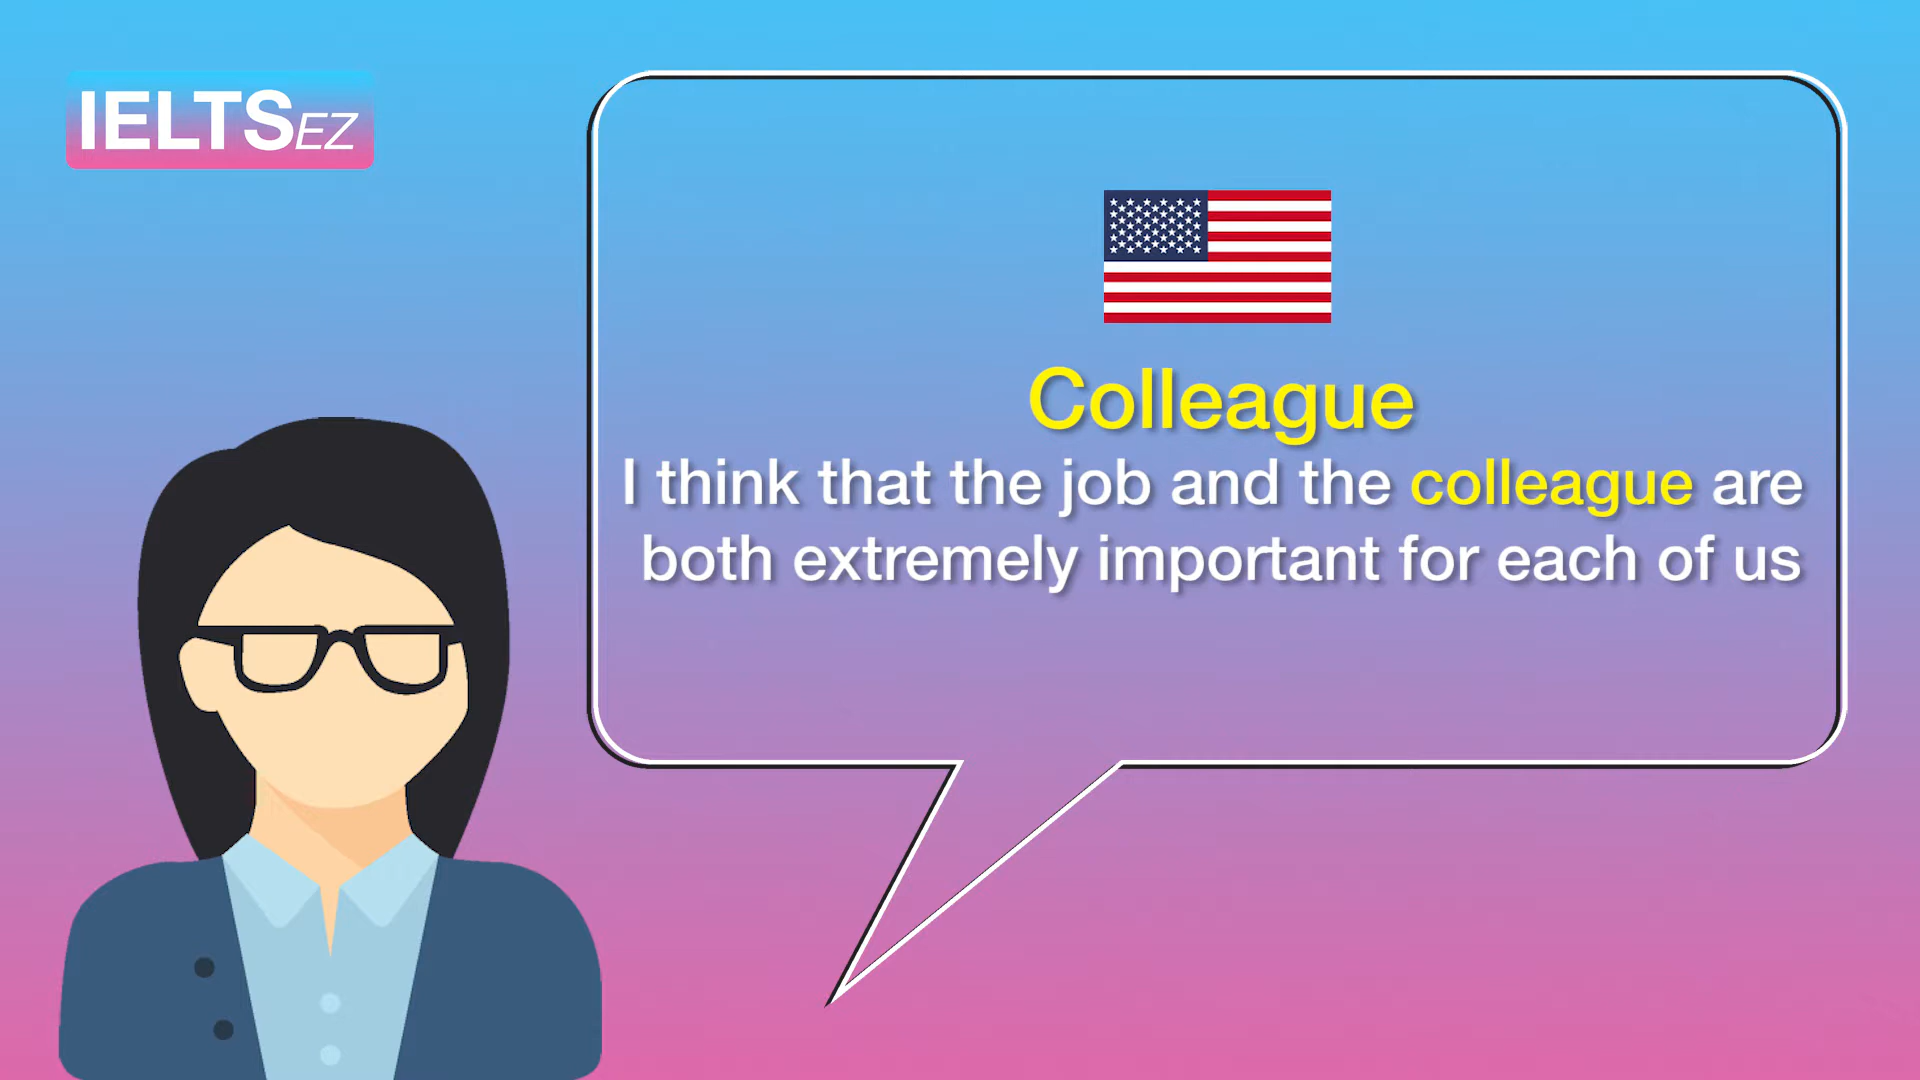 IELTSEZ
Colleague
I think that the job and the colleague are
both extremely important for each of us